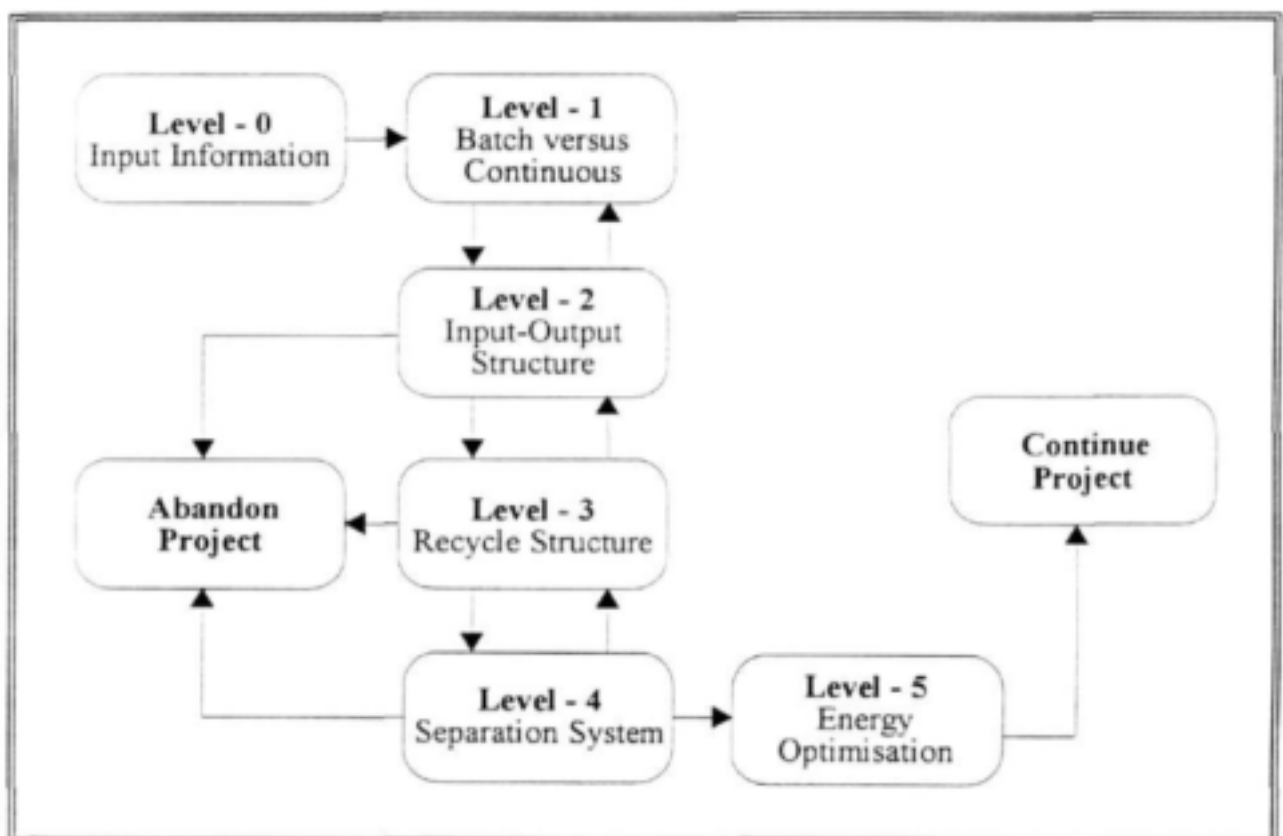 Level - 0
Input Information
Level - 1
Batch versus
Continuous
Level - 2
Input-Output
Structure
Continue
Project
Abandon
Project
Level - 3
Recycle Structure
Level - 4
Separation System
Level - 5
Energy
Optimisation